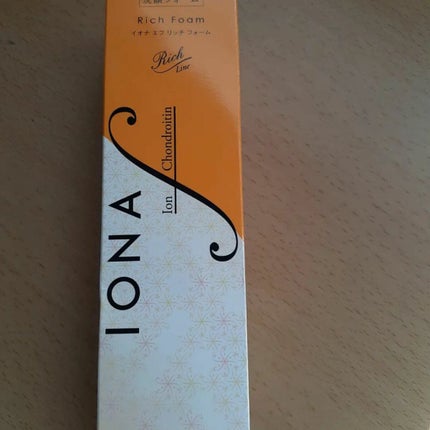 洗顔フォーム
Rich Foam
イオナ エフ リッチ フォーム
Rich
Line
IONA
Ion
Chondroitin